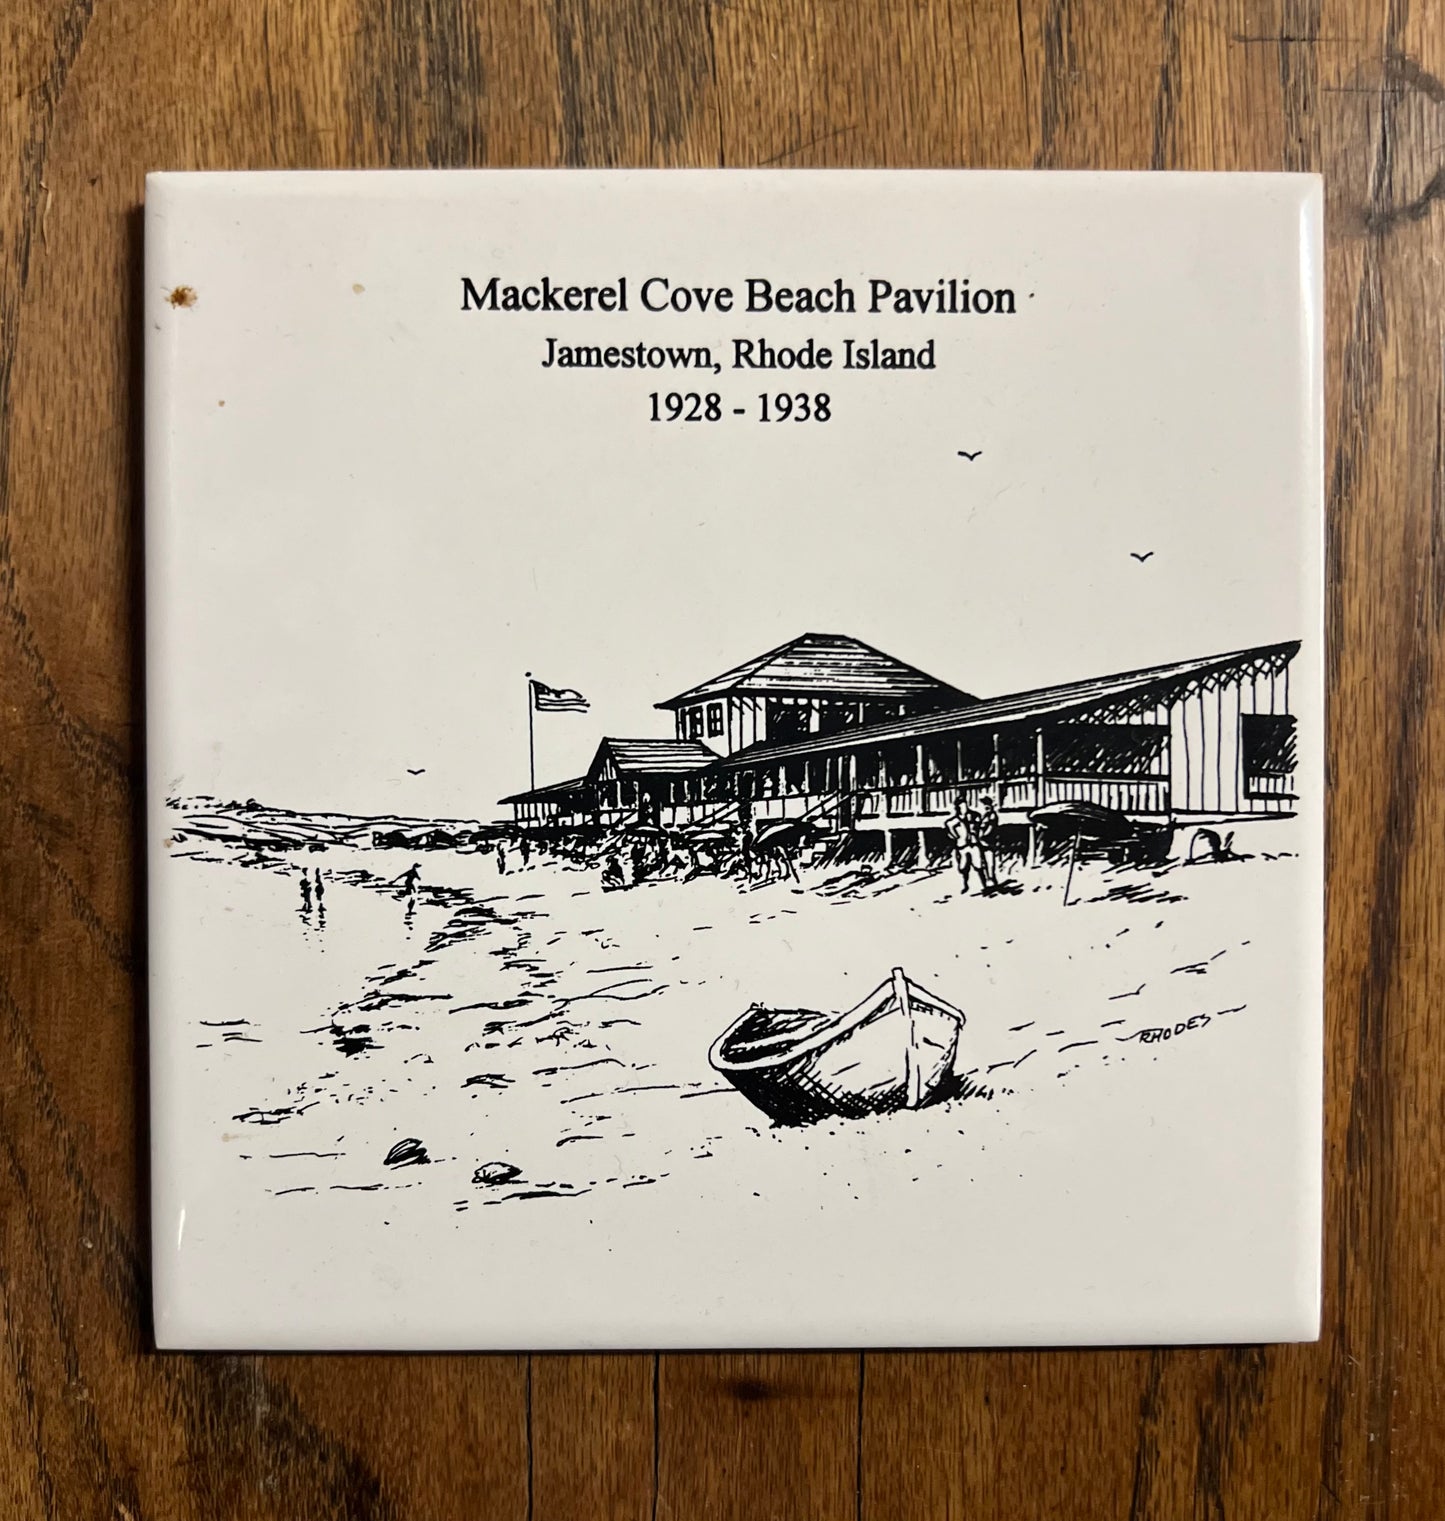 Mackerel Cove Beach Pavilion
Jamestown, Rhode Island
1928 - 1938
RHODES